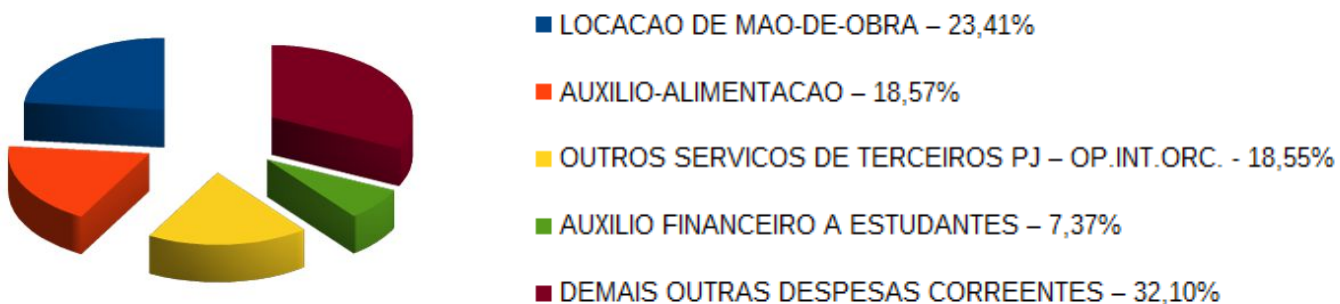 LOCACAO DE MAO-DE-OBRA – 23,41%
AUXILIO-ALIMENTACAO – 18,57%
OUTROS SERVICOS DE TERCEIROS PJ – OP.INT.ORC. - 18,55%
AUXILIO FINANCEIRO A ESTUDANTES – 7,37%
DEMAIS OUTRAS DESPESAS CORREENTES – 32,10%